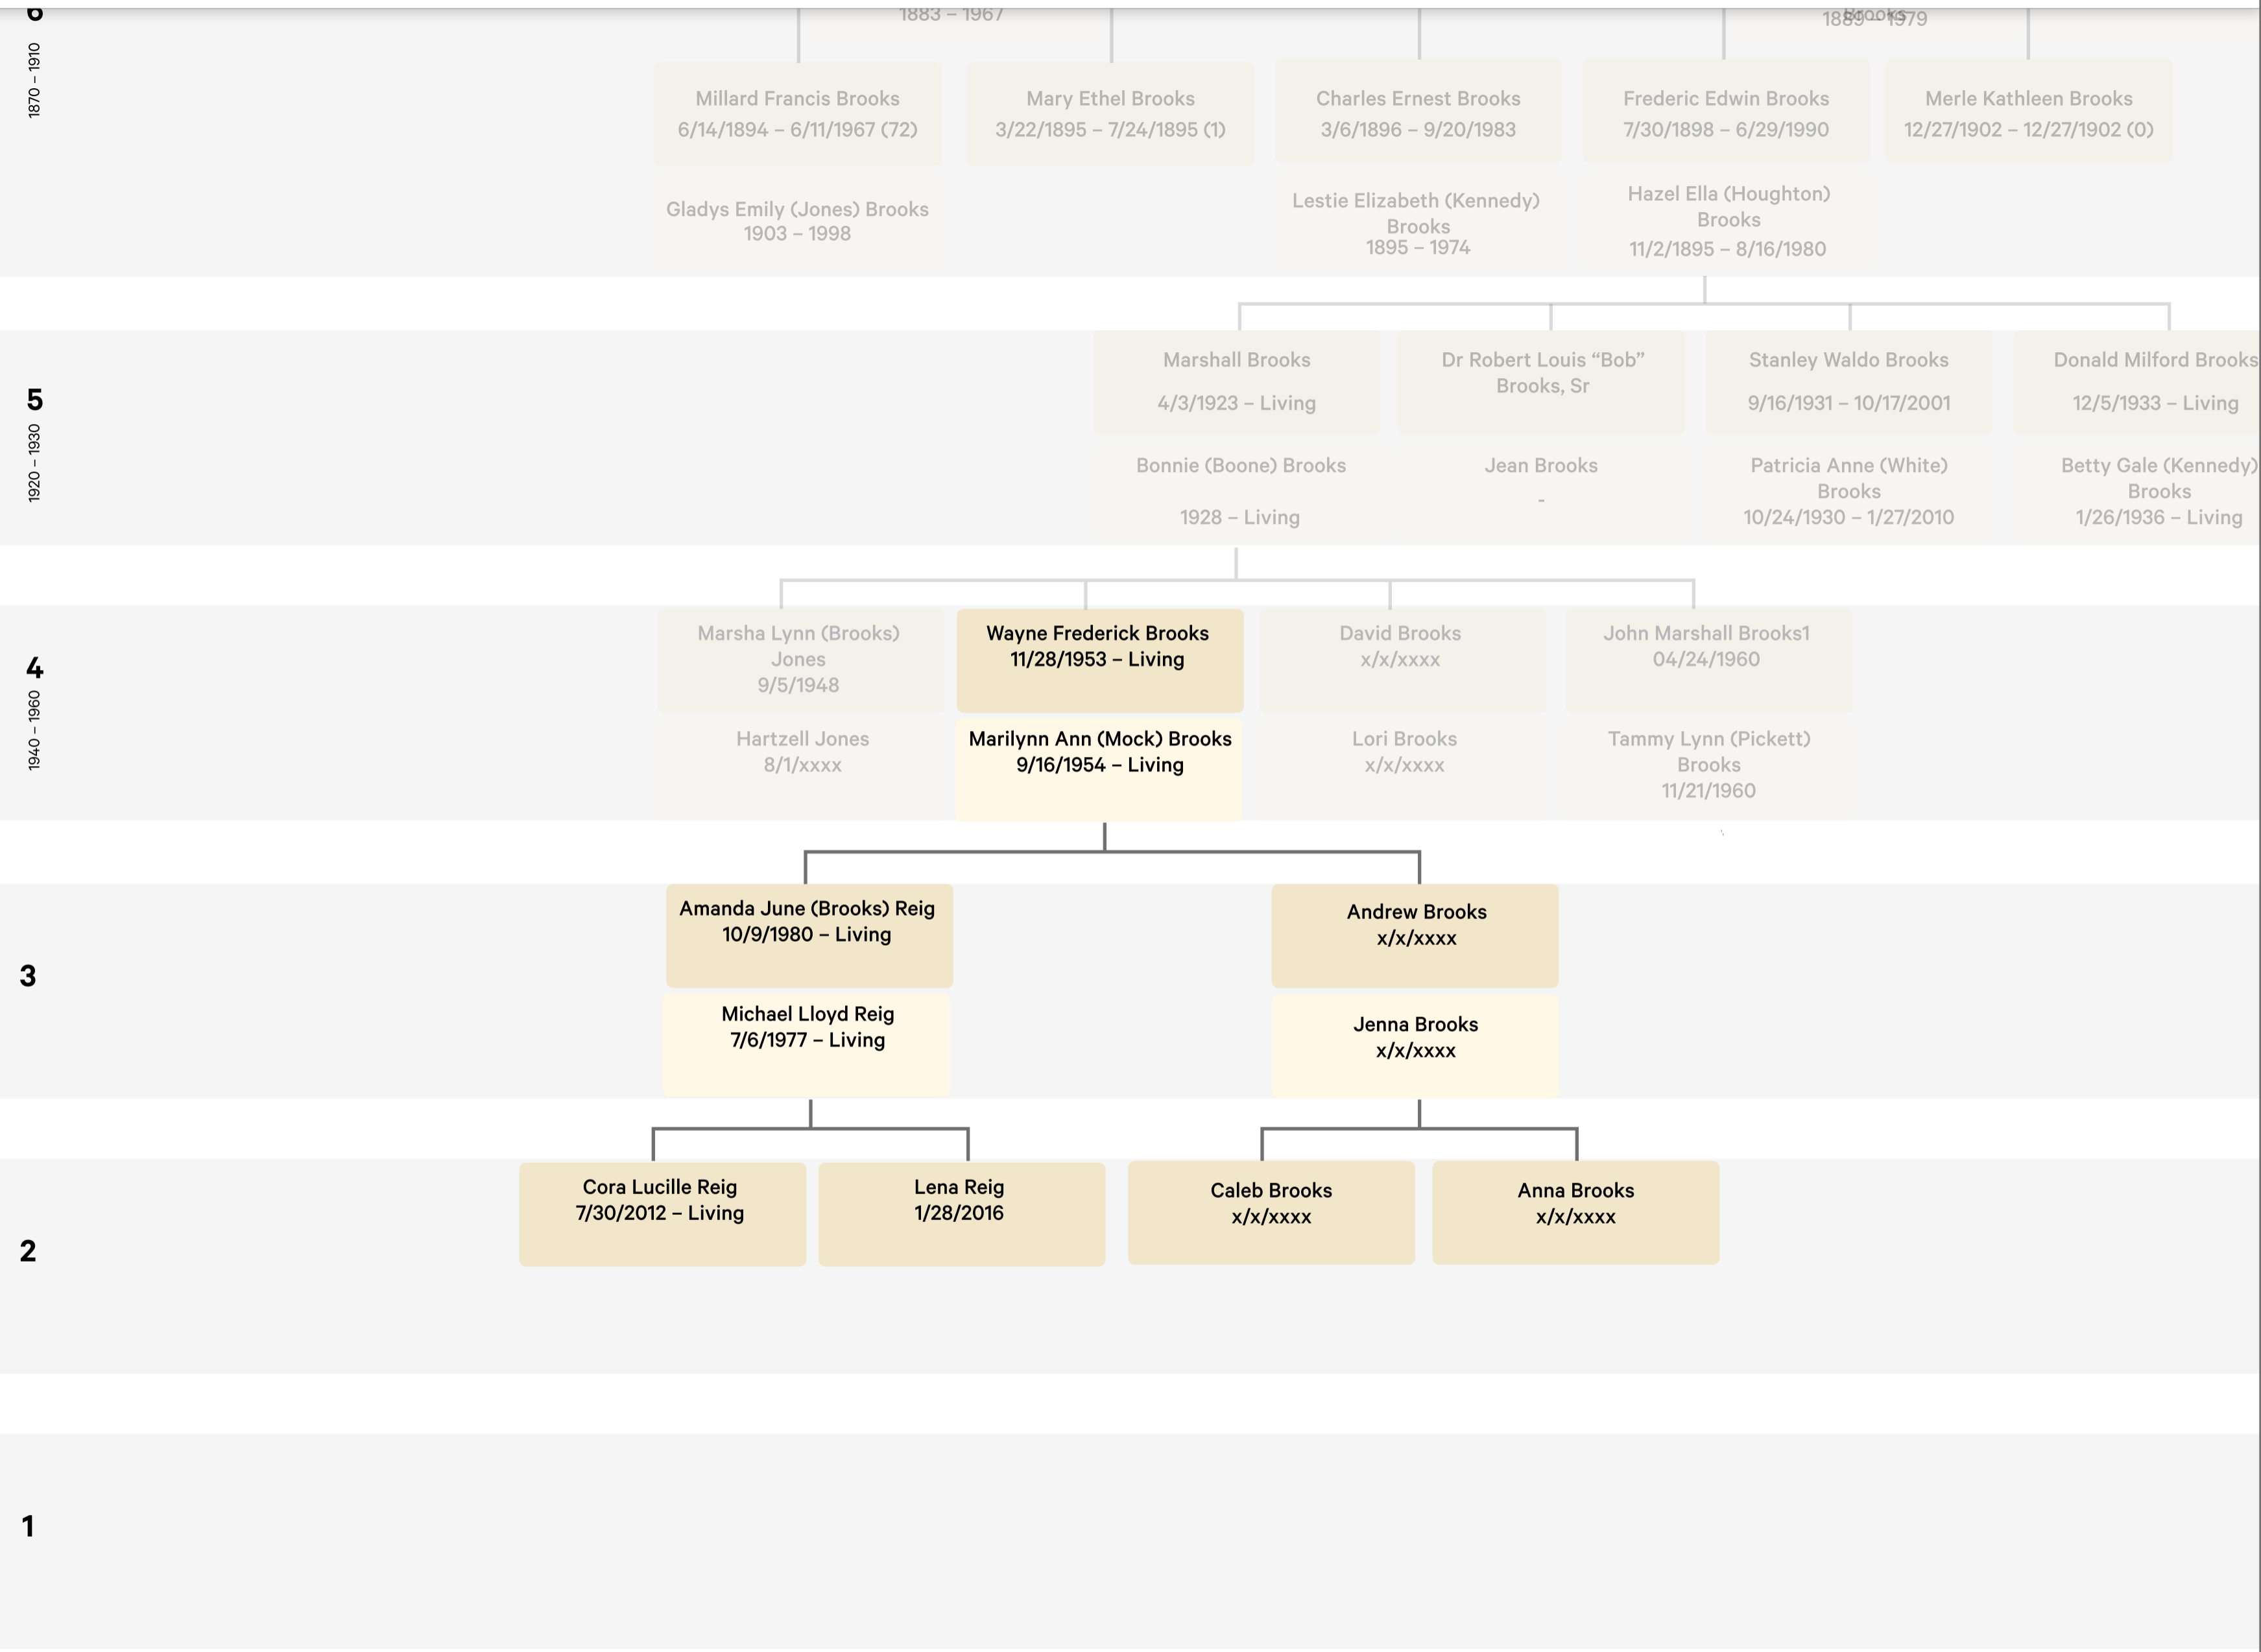 6
1870 – 1910
1883 – 1967
Brooks
1889 – 1979
Millard Francis Brooks
6/14/1894 – 6/11/1967 (72)
Mary Ethel Brooks
3/22/1895 – 7/24/1895 (1)
Charles Ernest Brooks
3/6/1896 – 9/20/1983
Frederic Edwin Brooks
7/30/1898 – 6/29/1990
Merle Kathleen Brooks
12/27/1902 – 12/27/1902 (0)
Gladys Emily (Jones) Brooks
1903 – 1998
Lestie Elizabeth (Kennedy)
Brooks
1895 – 1974
Hazel Ella (Houghton)
Brooks
11/2/1895 – 8/16/1980
5
1920 – 1930
Marshall Brooks
4/3/1923 – Living
Dr Robert Louis “Bob”
Brooks, Sr
Stanley Waldo Brooks
9/16/1931 – 10/17/2001
Donald Milford Brooks
12/5/1933 – Living
Bonnie (Boone) Brooks
1928 – Living
Jean Brooks
-
Patricia Anne (White)
Brooks
10/24/1930 – 1/27/2010
Betty Gale (Kennedy)
Brooks
1/26/1936 – Living
4
1940 – 1960
Marsha Lynn (Brooks)
Jones
9/5/1948
Wayne Frederick Brooks
11/28/1953 – Living
David Brooks
x/x/xxxx
John Marshall Brooks1
04/24/1960
Hartzell Jones
8/1/xxxx
Marilynn Ann (Mock) Brooks
9/16/1954 – Living
Lori Brooks
x/x/xxxx
Tammy Lynn (Pickett)
Brooks
11/21/1960
3
Amanda June (Brooks) Reig
10/9/1980 – Living
Andrew Brooks
x/x/xxxx
Michael Lloyd Reig
7/6/1977 – Living
Jenna Brooks
x/x/xxxx
2
Cora Lucille Reig
7/30/2012 – Living
Lena Reig
1/28/2016
Caleb Brooks
x/x/xxxx
Anna Brooks
x/x/xxxx
1